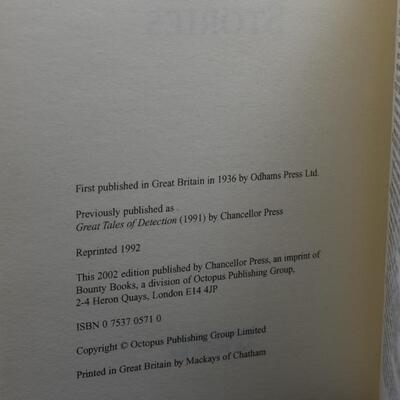 STORIES
First published in Great Britain in 1936 by Odhams Press Ltd.
Previously published as
Great Tales of Detection (1991) by Chancellor Press
Reprinted 1992
This 2002 edition published by Chancellor Press, an imprint of
Bounty Books, a division of Octopus Publishing Group,
2-4 Heron Quays, London E14 4JP
ISBN 0 7537 0571 0
Copyright © Octopus Publishing Group Limited
Printed in Great Britain by Mackays of Chatham